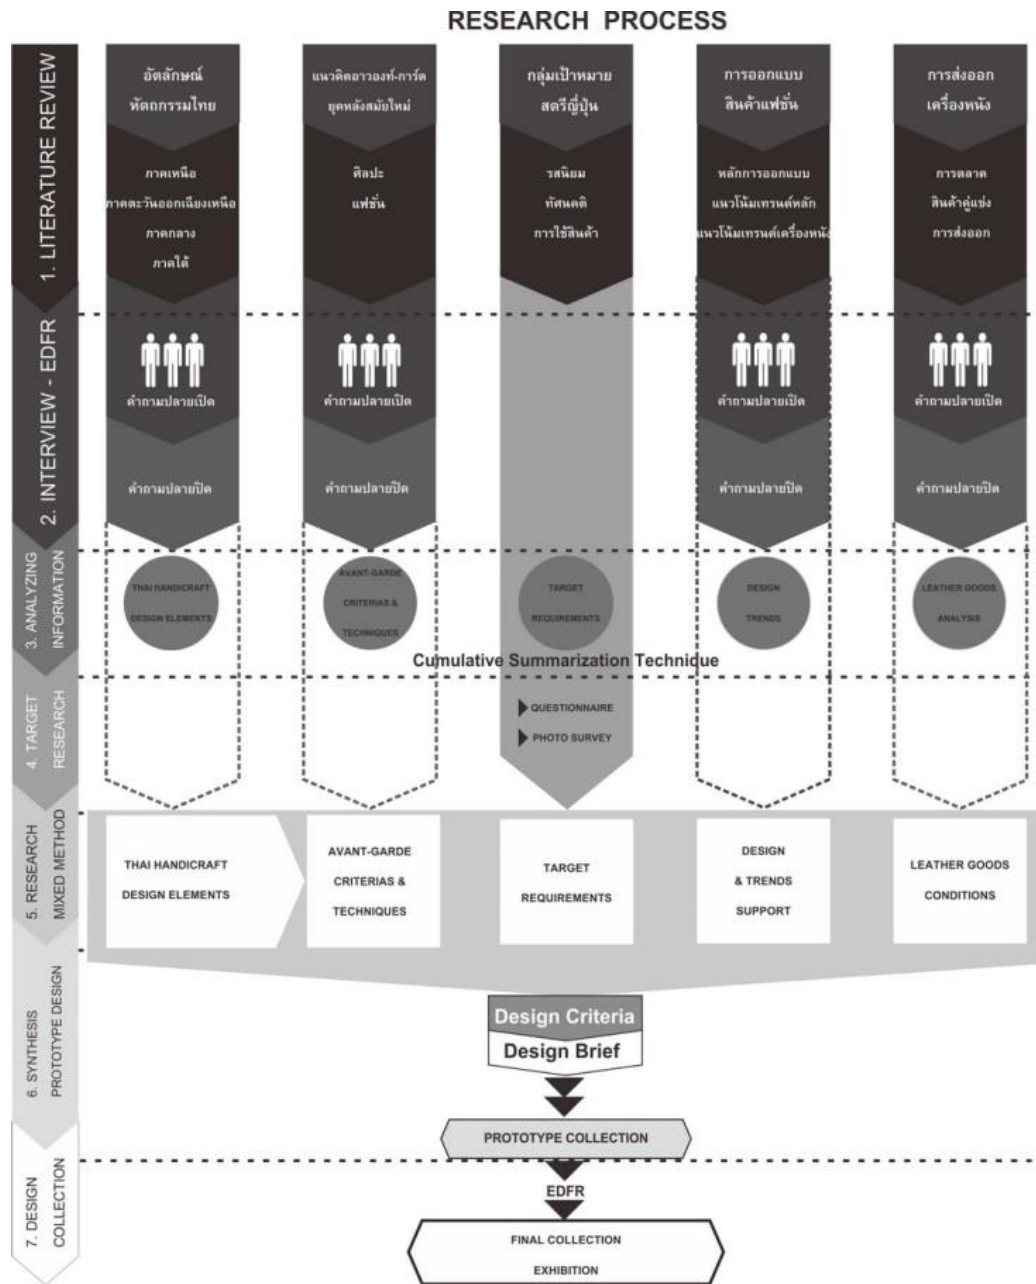 RESEARCH PROCESS
1. LITERATURE REVIEW
อัตลักษณ์
หัตถกรรมไทย
แนวคิดอาวองท์-การ์ด
ยุคหลังสมัยใหม่
กลุ่มเป้าหมาย
สตรีญี่ปุ่น
การออกแบบ
สินค้าแฟชั่น
การส่งออก
เครื่องหนัง
ภาคเหนือ
ภาคตะวันออกเฉียงเหนือ
ภาคกลาง
ภาคใต้
ศิลปะ
แฟชั่น
รสนิยม
ทัศนคติ
การใช้สินค้า
หลักการออกแบบ
แนวโน้มเทรนด์หลัก
แนวโน้มเทรนด์เครื่องหนัง
การตลาด
สินค้าคู่แข่ง
การส่งออก
2. INTERVIEW - EDFR
คำถามปลายเปิด
คำถามปลายเปิด
คำถามปลายเปิด
คำถามปลายเปิด
คำถามปลายปิด
คำถามปลายปิด
คำถามปลายปิด
คำถามปลายปิด
3. ANALYZING
INFORMATION
THAI HANDICRAFT
DESIGN ELEMENTS
AVANT-GARDE
CRITERIAS &
TECHNIQUES
TARGET
REQUIREMENTS
DESIGN
TRENDS
LEATHER GOODS
ANALYSIS
Cumulative Summarization Technique
4. TARGET
RESEARCH
QUESTIONNAIRE
PHOTO SURVEY
5. RESEARCH
MIXED METHOD
THAI HANDICRAFT
DESIGN ELEMENTS
AVANT-GARDE
CRITERIAS &
TECHNIQUES
TARGET
REQUIREMENTS
DESIGN
& TRENDS
SUPPORT
LEATHER GOODS
CONDITIONS
6. SYNTHESIS
PROTOTYPE DESIGN
Design Criteria
Design Brief
PROTOTYPE COLLECTION
7. DESIGN
COLLECTION
EDFR
FINAL COLLECTION
EXHIBITION